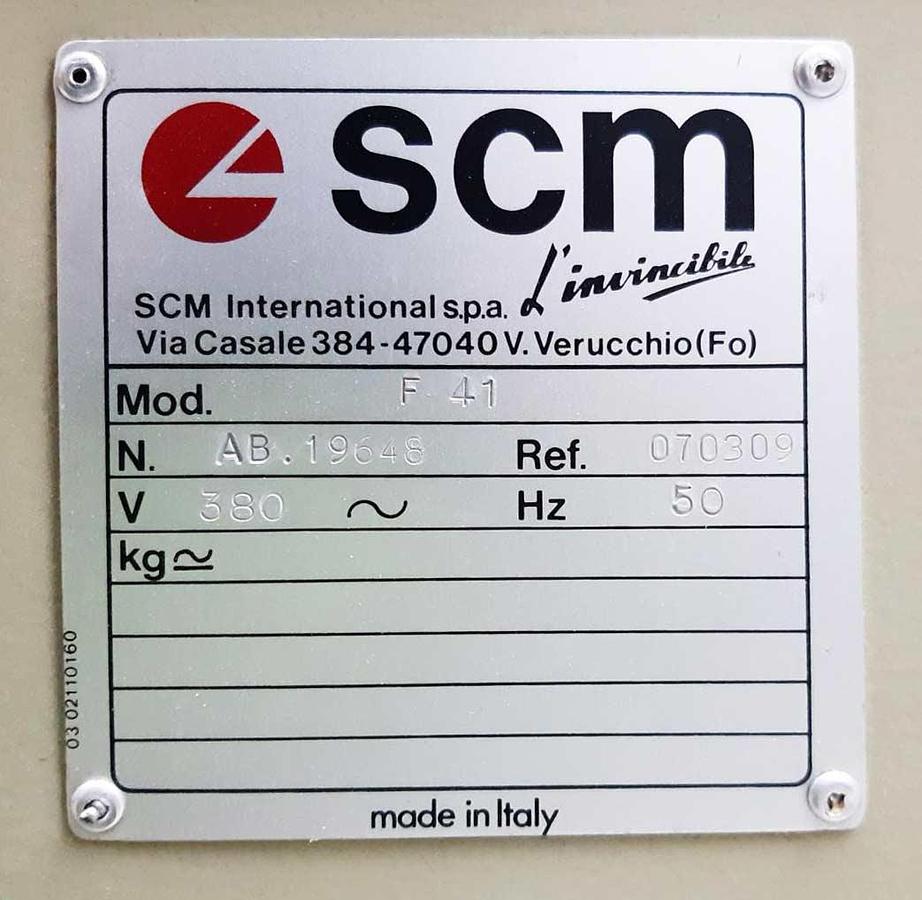 scm
L'invincibile
SCM International s.p.a.
Via Casale 384-47040 V. Verucchio (Fo)
Mod. F 41
N. AB.19648 Ref. 070309
V 380 ~ Hz 50
kg ≃
03 02110160
made in Italy